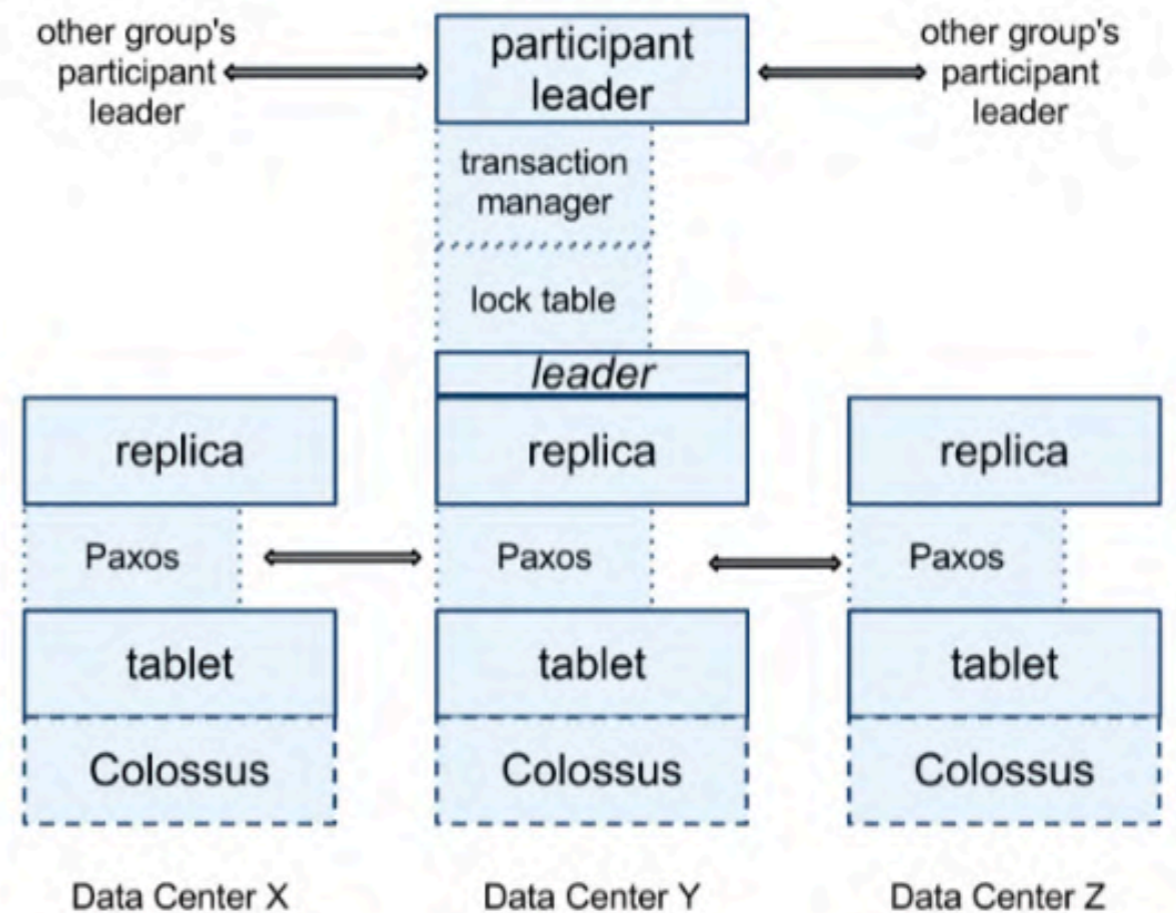 other group's
participant
leader
participant
leader
other group's
participant
leader
transaction
manager
lock table
leader
replica
replica
replica
Paxos
Paxos
Paxos
tablet
tablet
tablet
Colossus
Colossus
Colossus
Data Center X
Data Center Y
Data Center Z